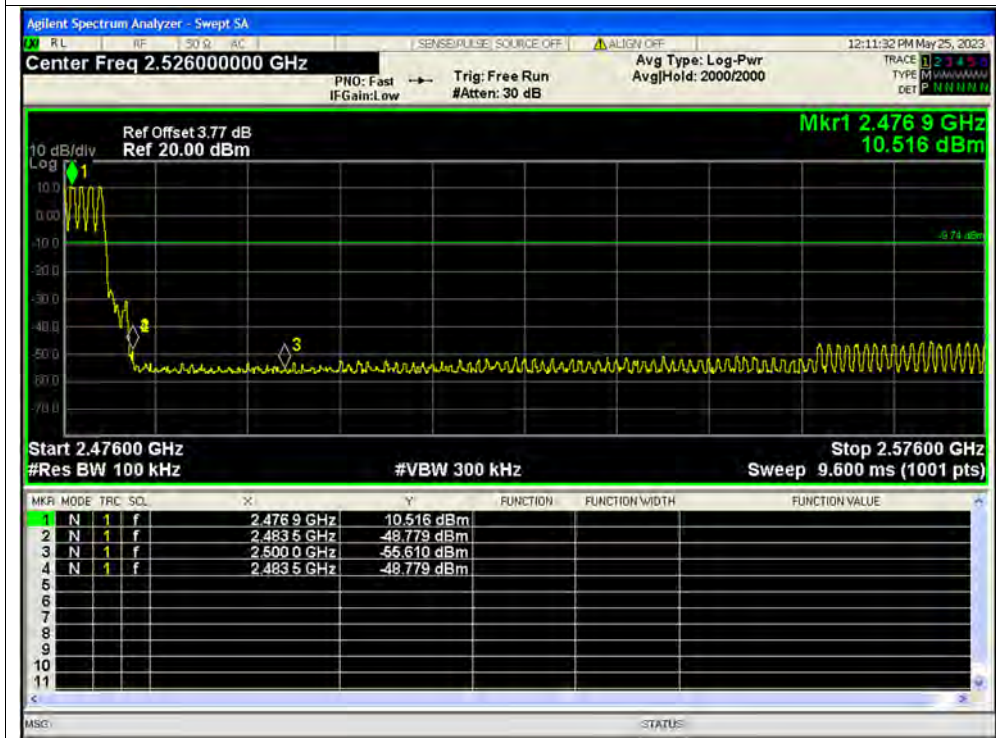 Agilent Spectrum Analyzer - Swept SA
RL RF 50 Ω AC SENSE:PULSE SOURCE OFF ALIGN OFF 12:11:32 PM May 25, 2023
Center Freq 2.526000000 GHz
PNO: Fast
IFGain:Low
Trig: Free Run
#Atten: 30 dB
Avg Type: Log-Pwr
Avg|Hold: 2000/2000
TRACE 1 2 3 4 5 6
TYPE M
DET P N N N N N
Mkr1 2.476 9 GHz
10.516 dBm
Ref Offset 3.77 dB
10 dB/div Ref 20.00 dBm
Log
1
10.0
0.00
-10.0
-9.74 dBm
-20.0
-30.0
-40.0
3
-50.0
-60.0
-70.0
Start 2.47600 GHz Stop 2.57600 GHz
#Res BW 100 kHz #VBW 300 kHz Sweep 9.600 ms (1001 pts)
MKR MODE TRC SCL X Y FUNCTION FUNCTION WIDTH FUNCTION VALUE
1 N 1 f 2.476 9 GHz 10.516 dBm
2 N 1 f 2.483 5 GHz -48.779 dBm
3 N 1 f 2.500 0 GHz -55.610 dBm
4 N 1 f 2.483 5 GHz -48.779 dBm
5
6
7
8
9
10
11
MSG STATUS